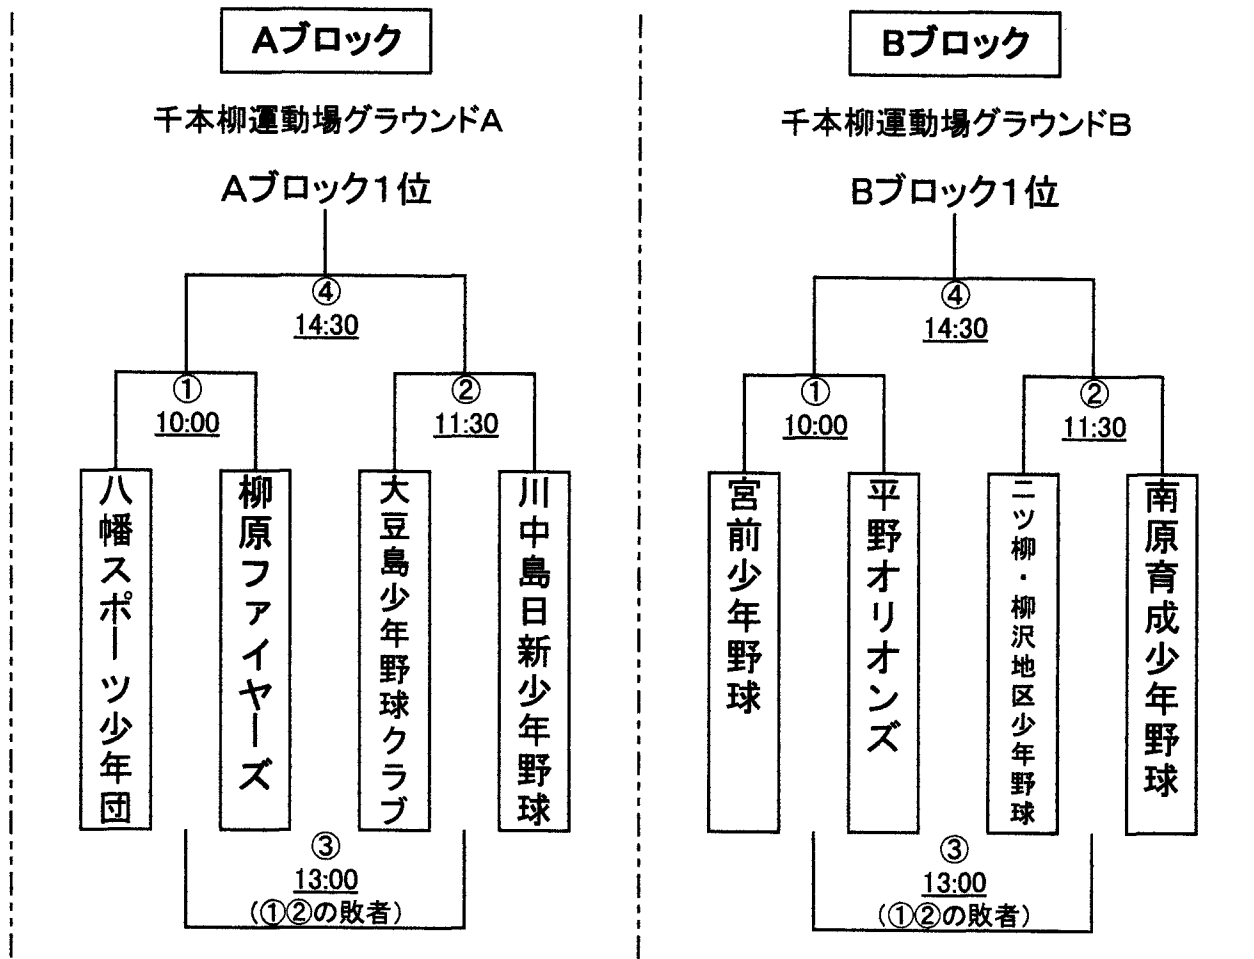 Aブロック
千本柳運動場グラウンドA
Aブロック1位
④
14:30
①
10:00
②
11:30
八幡スポーツ少年団
柳原ファイヤーズ
大豆島少年野球クラブ
川中島日新少年野球
③
13:00
(①②の敗者)
Bブロック
千本柳運動場グラウンドB
Bブロック1位
④
14:30
①
10:00
②
11:30
宮前少年野球
平野オリオンズ
二ツ柳・柳沢地区少年野球
南原育成少年野球
③
13:00
(①②の敗者)